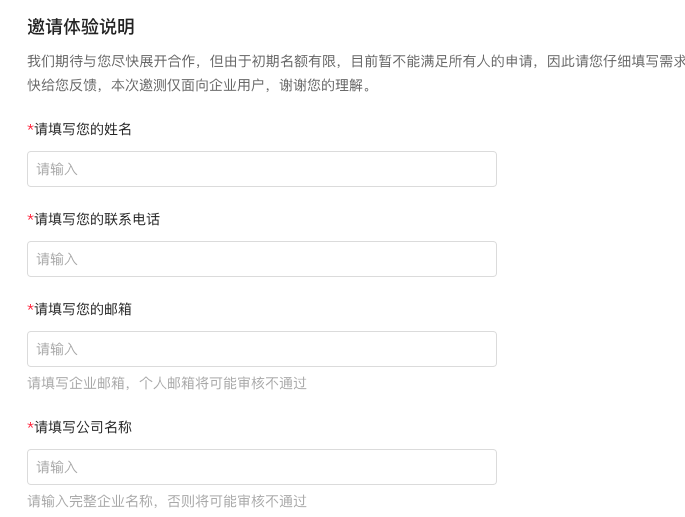 邀请体验说明
我们期待与您尽快展开合作，但由于初期名额有限，目前暂不能满足所有人的申请，因此请您仔细填写需求
快给您反馈，本次邀测仅面向企业用户，谢谢您的理解。
*请填写您的姓名
请输入
*请填写您的联系电话
请输入
*请填写您的邮箱
请输入
请填写企业邮箱，个人邮箱将可能审核不通过
*请填写公司名称
请输入
请输入完整企业名称，否则将可能审核不通过